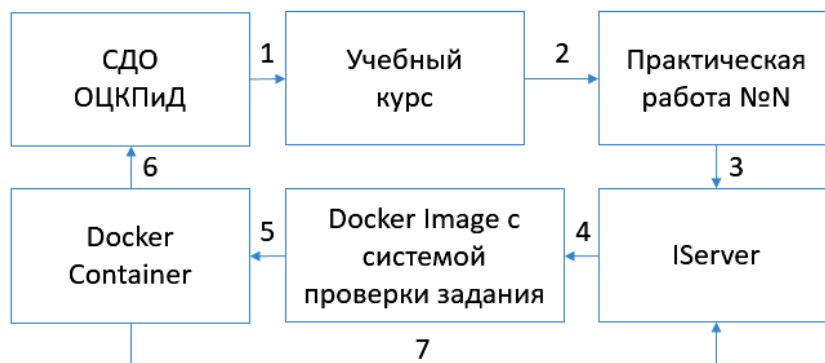 СДО
ОЦКПиД
1
Учебный
курс
2
Практическая
работа №N
3
6
Docker
Container
5
Docker Image с
системой
проверки задания
4
IServer
7